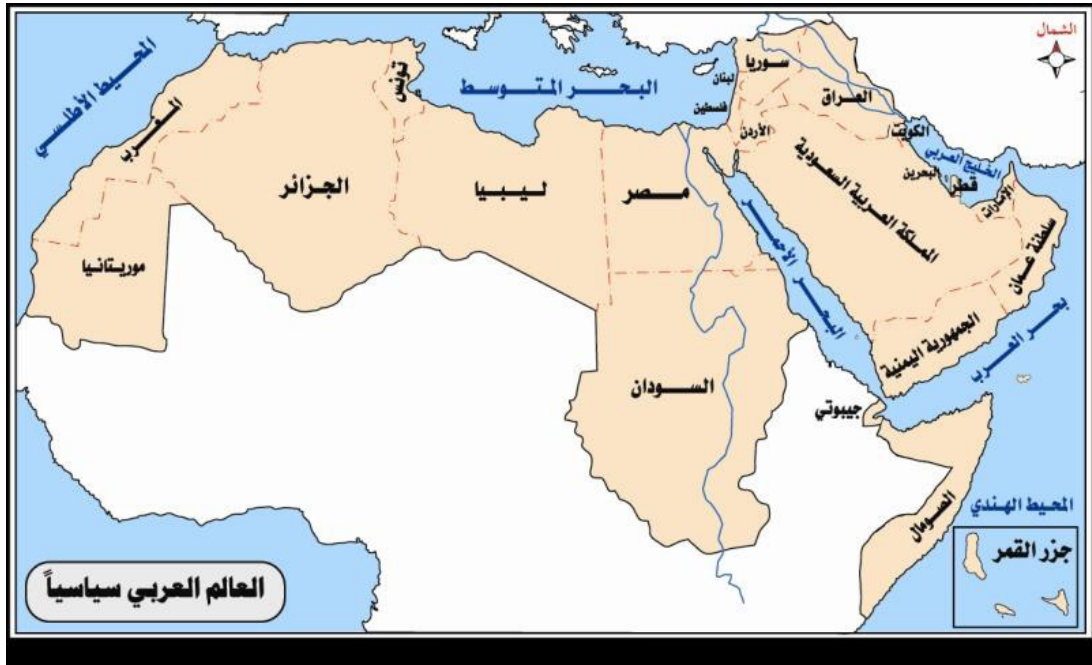 الشمال
المحيط الأطلسي
البحر المتوسط
المغرب
تونس
الجزائر
ليبيا
مصر
موريتانيا
السودان
سوريا
لبنان
فلسطين
الأردن
العراق
الكويت
الخليج العربي
البحرين
قطر
الإمارات
المملكة العربية السعودية
سلطنة عمان
الجمهورية اليمنية
البحر الأحمر
بحر العرب
جيبوتي
الصومال
المحيط الهندي
جزر القمر
العالم العربي سياسياً